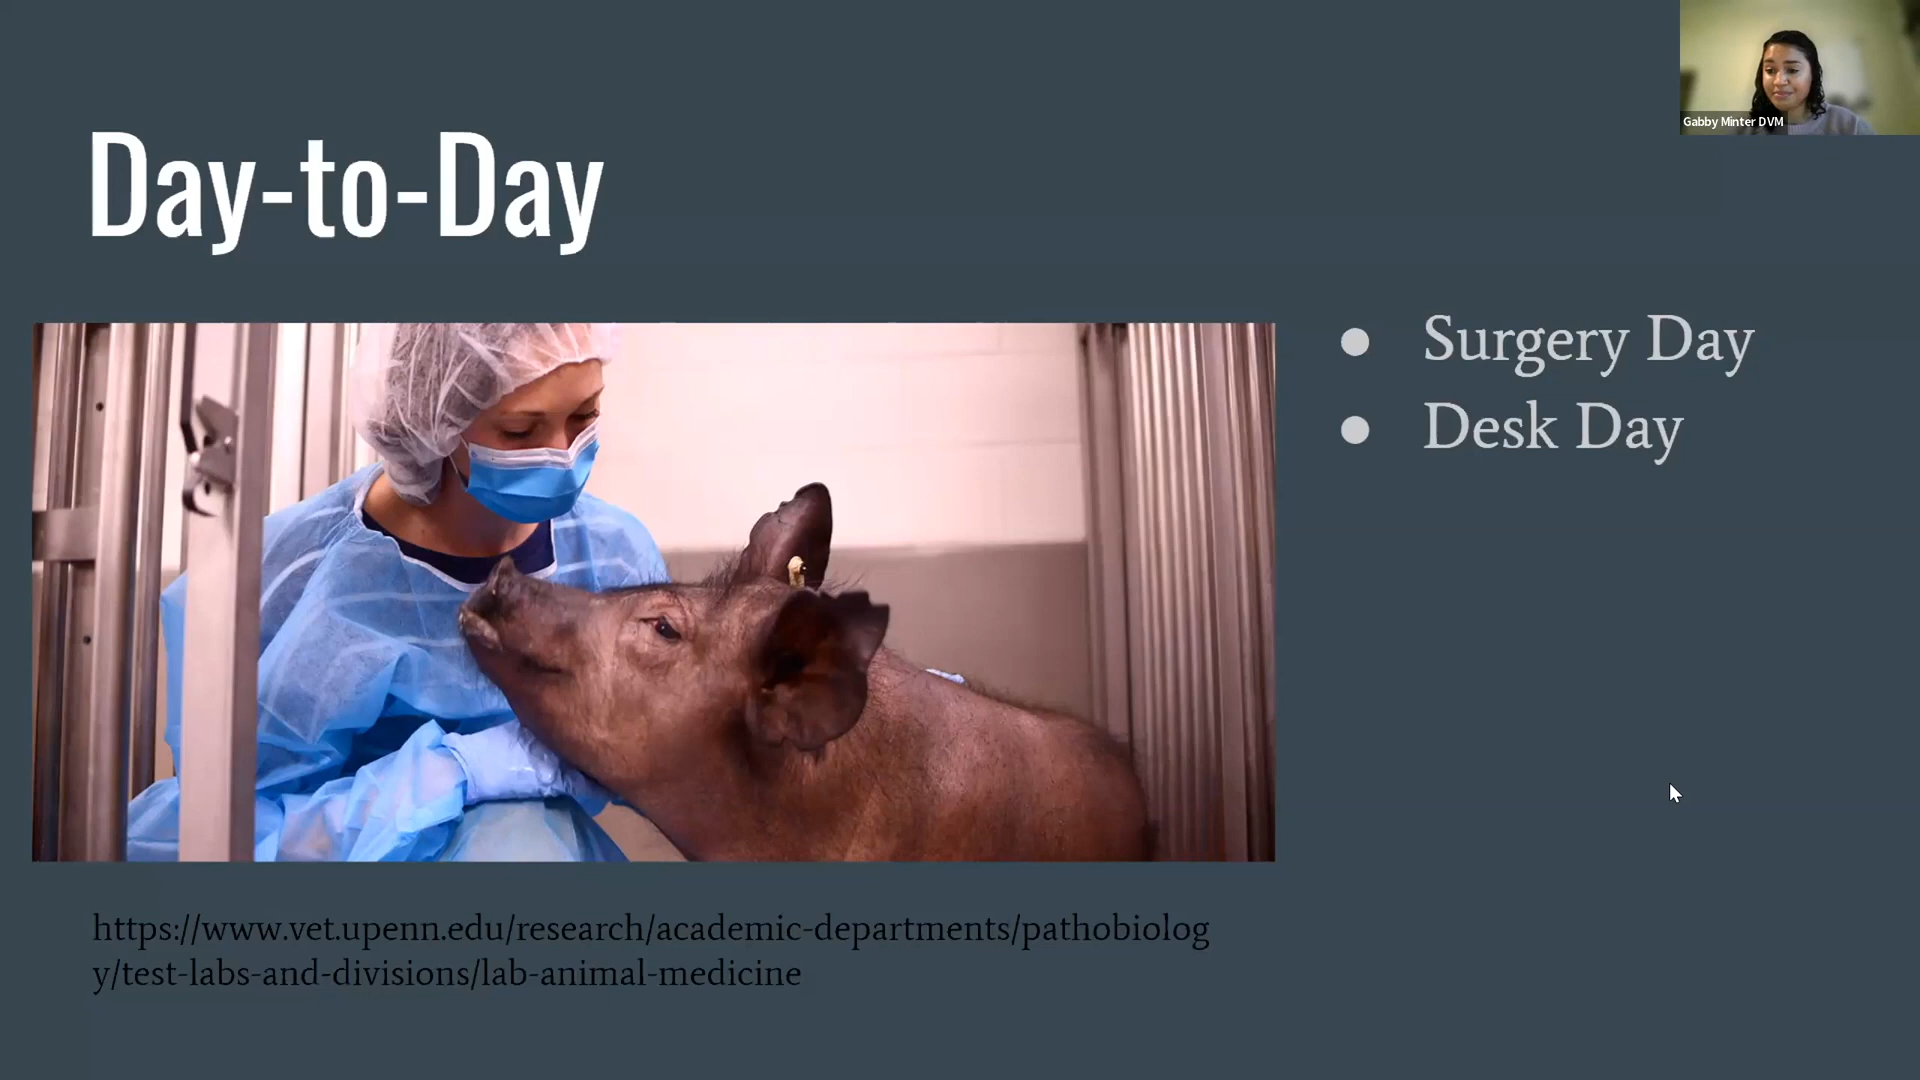 Gabby Minter DVM
Day-to-Day
Surgery Day
Desk Day
https://www.vet.upenn.edu/research/academic-departments/pathobiolog
y/test-labs-and-divisions/lab-animal-medicine